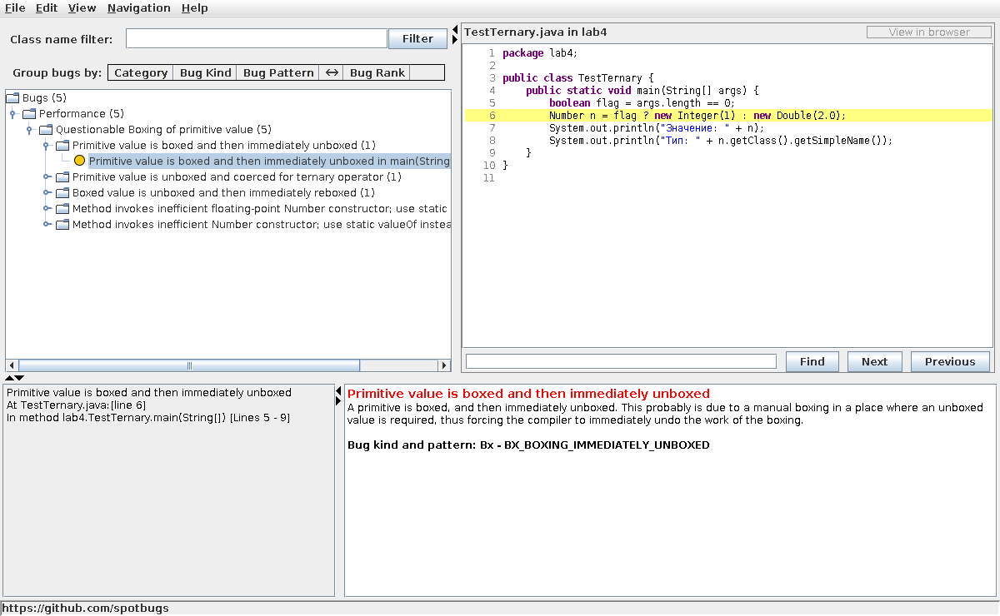 File Edit View Navigation Help
Class name filter:
Filter
Group bugs by: Category Bug Kind Bug Pattern ↔ Bug Rank
Bugs (5)
Performance (5)
Questionable Boxing of primitive value (5)
Primitive value is boxed and then immediately unboxed (1)
Primitive value is boxed and then immediately unboxed in main(String
Primitive value is unboxed and coerced for ternary operator (1)
Boxed value is unboxed and then immediately reboxed (1)
Method invokes inefficient floating-point Number constructor; use static
Method invokes inefficient Number constructor; use static valueOf instea
TestTernary.java in lab4
View in browser
1 package lab4;
2
3 public class TestTernary {
4 public static void main(String[] args) {
5 boolean flag = args.length == 0;
6 Number n = flag ? new Integer(1) : new Double(2.0);
7 System.out.println("Значение: " + n);
8 System.out.println("Тип: " + n.getClass().getSimpleName());
9 }
10 }
11
Find Next Previous
Primitive value is boxed and then immediately unboxed
At TestTernary.java:[line 6]
In method lab4.TestTernary.main(String[]) [Lines 5 - 9]
Primitive value is boxed and then immediately unboxed
A primitive is boxed, and then immediately unboxed. This probably is due to a manual boxing in a place where an unboxed
value is required, thus forcing the compiler to immediately undo the work of the boxing.
Bug kind and pattern: Bx - BX_BOXING_IMMEDIATELY_UNBOXED
https://github.com/spotbugs